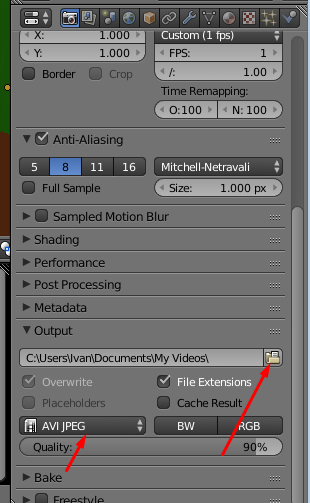 X: 1.000 Custom (1 fps)
Y: 1.000 FPS: 1
Border Crop /: 1.00
Time Remapping:
O:100 N: 100
Anti-Aliasing
5 8 11 16 Mitchell-Netravali
Full Sample Size: 1.000 px
Sampled Motion Blur
Shading
Performance
Post Processing
Metadata
Output
C:\Users\Ivan\Documents\My Videos\
Overwrite File Extensions
Placeholders Cache Result
AVI JPEG BW RGB
Quality: 90%
Bake
Freestyle